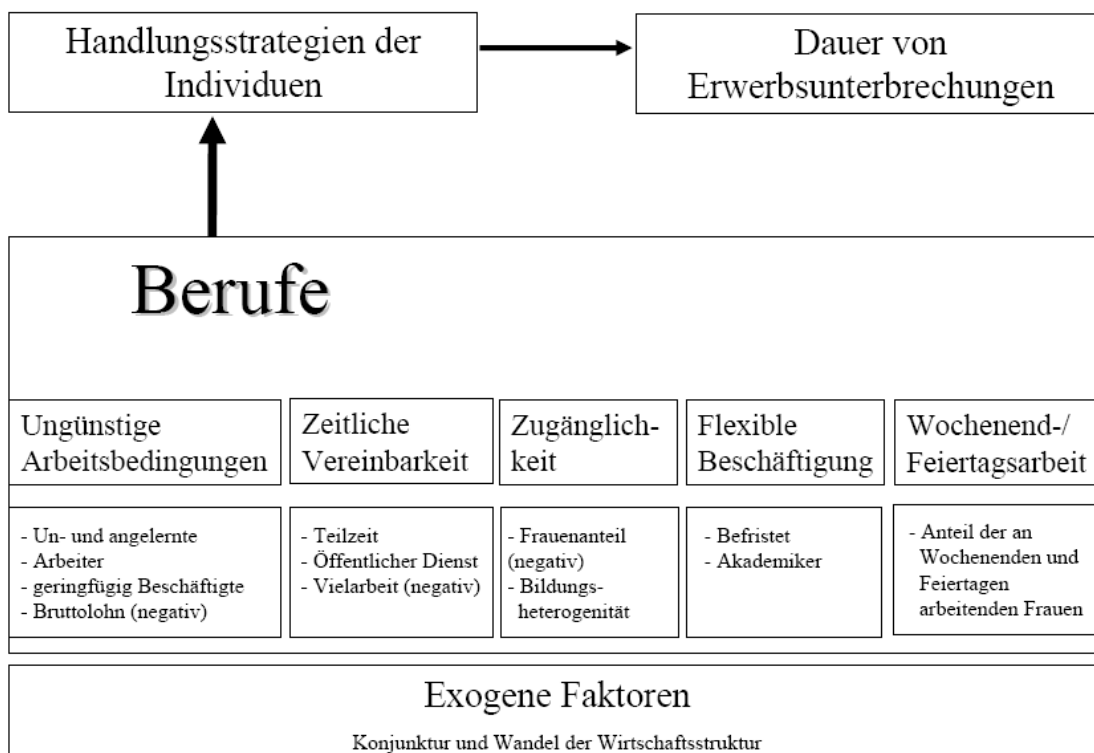 Handlungsstrategien der
Individuen
Dauer von
Erwerbsunterbrechungen
Berufe
Ungünstige
Arbeitsbedingungen
Zeitliche
Vereinbarkeit
Zugänglich-
keit
Flexible
Beschäftigung
Wochenend-/
Feiertagsarbeit
- Un- und angelernte
- Arbeiter
- geringfügig Beschäftigte
- Bruttolohn (negativ)
- Teilzeit
- Öffentlicher Dienst
- Vielarbeit (negativ)
- Frauenanteil
(negativ)
- Bildungs-
heterogenität
- Befristet
- Akademiker
- Anteil der an
Wochenenden und
Feiertagen
arbeitenden Frauen
Exogene Faktoren
Konjunktur und Wandel der Wirtschaftsstruktur